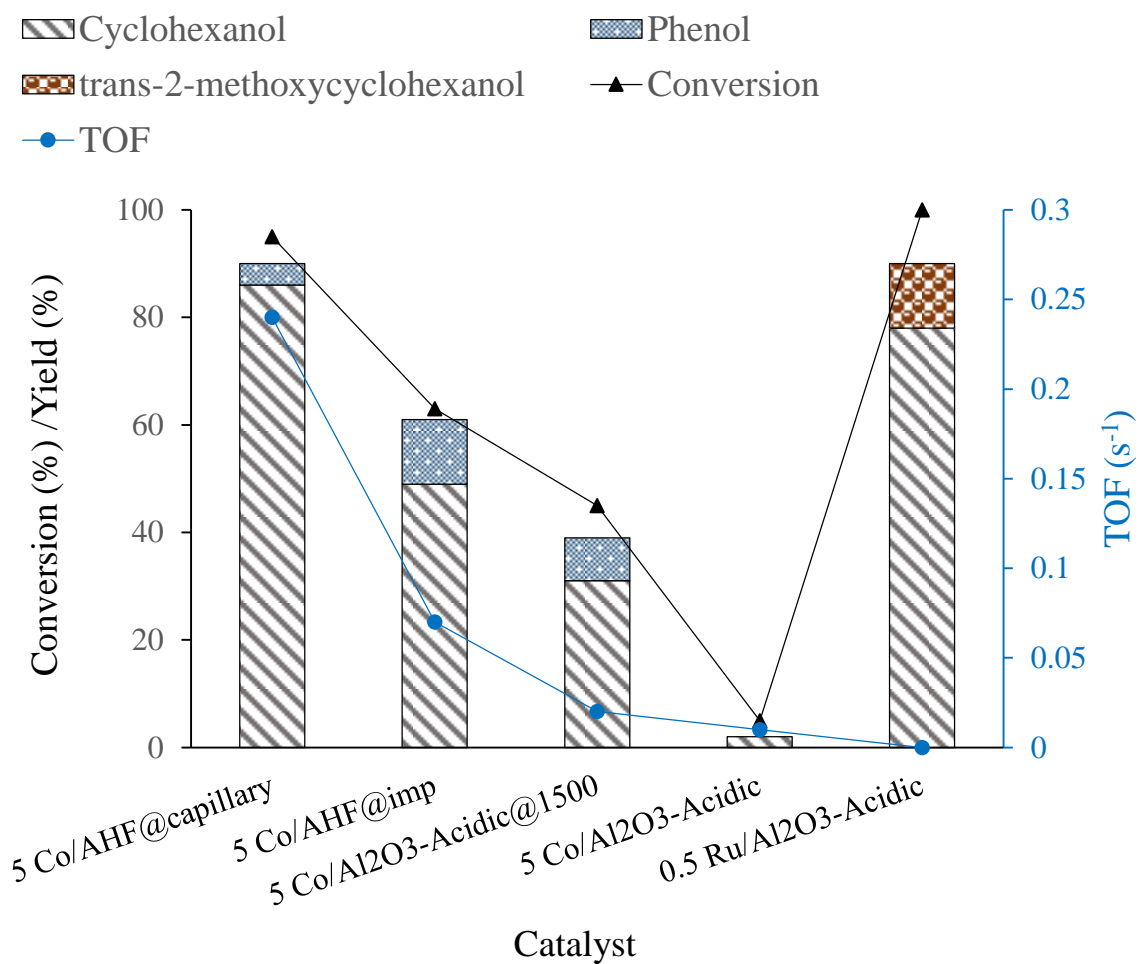 Cyclohexanol
Phenol
trans-2-methoxycyclohexanol
Conversion
TOF
Conversion (%) /Yield (%)
100
80
60
40
20
0
0.3
0.25
0.2
0.15
0.1
0.05
0
TOF (s-1)
5 Co/AHF@capillary
5 Co/AHF@imp
5 Co/Al2O3-Acidic@1500
5 Co/Al2O3-Acidic
0.5 Ru/Al2O3-Acidic
Catalyst